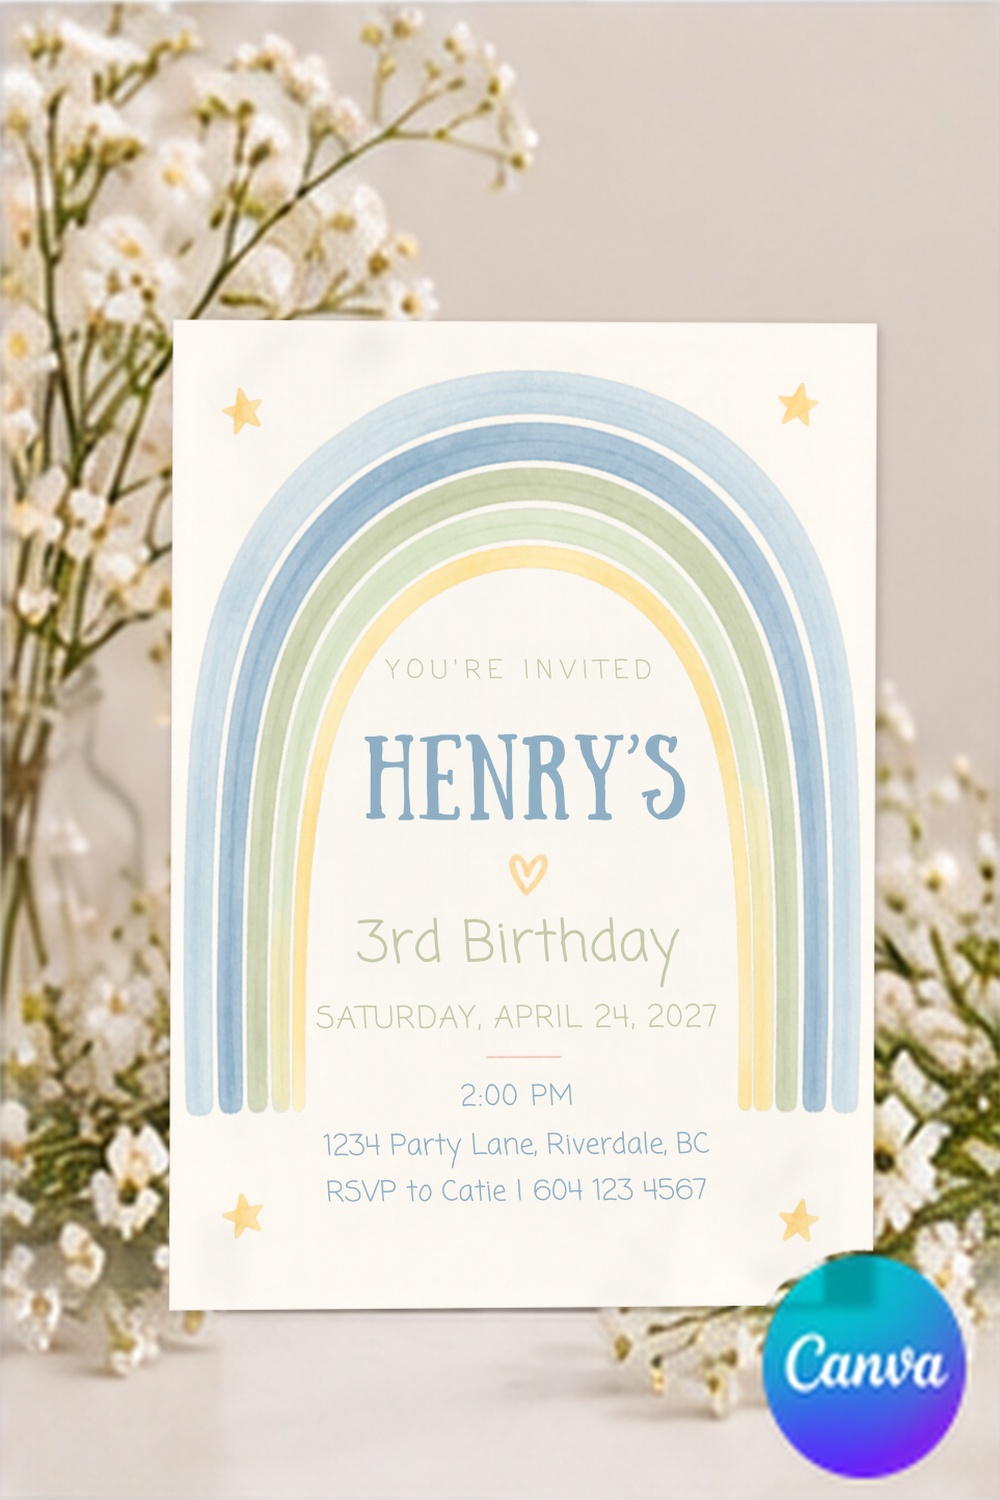 YOU'RE INVITED
HENRY'S
3rd Birthday
SATURDAY, APRIL 24, 2027
2:00 PM
1234 Party Lane, Riverdale, BC
RSVP to Catie | 604 123 4567
Canva